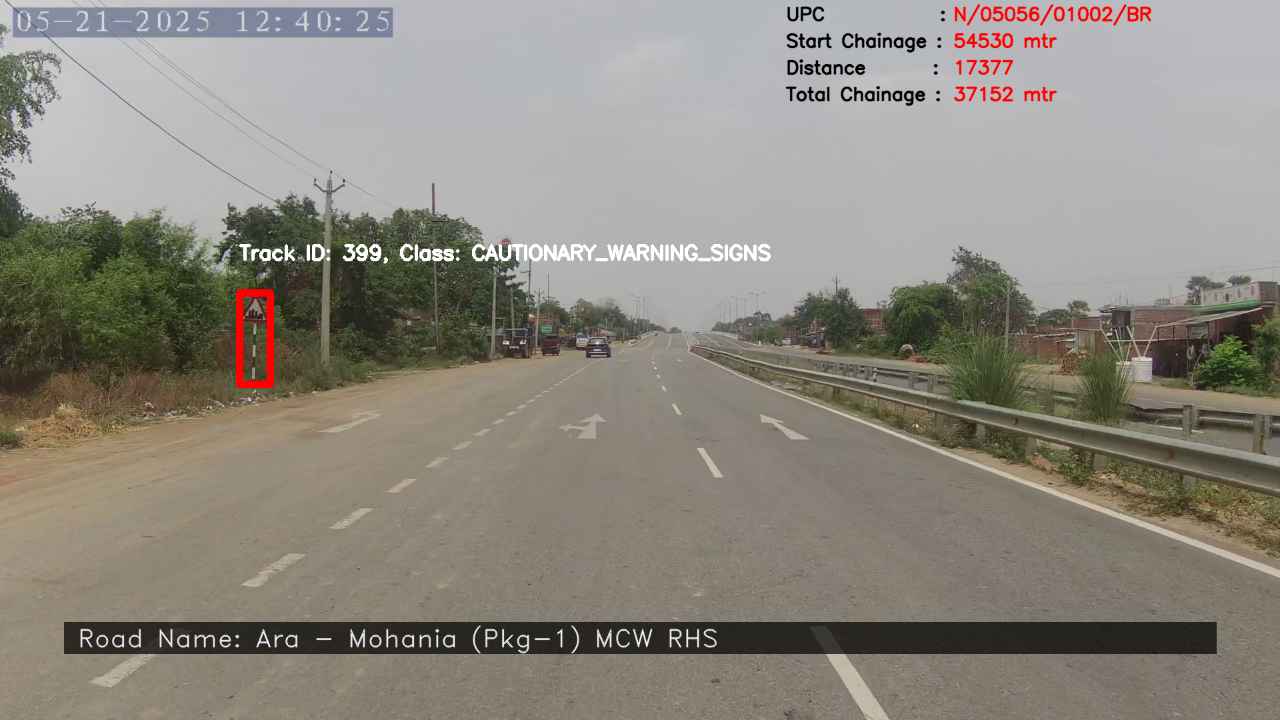 05-21-2025 12:40:25
UPC : N/05056/01002/BR
Start Chainage : 54530 mtr
Distance : 17377
Total Chainage : 37152 mtr
Track ID: 399, Class: CAUTIONARY_WARNING_SIGNS
Road Name: Ara - Mohania (Pkg-1) MCW RHS